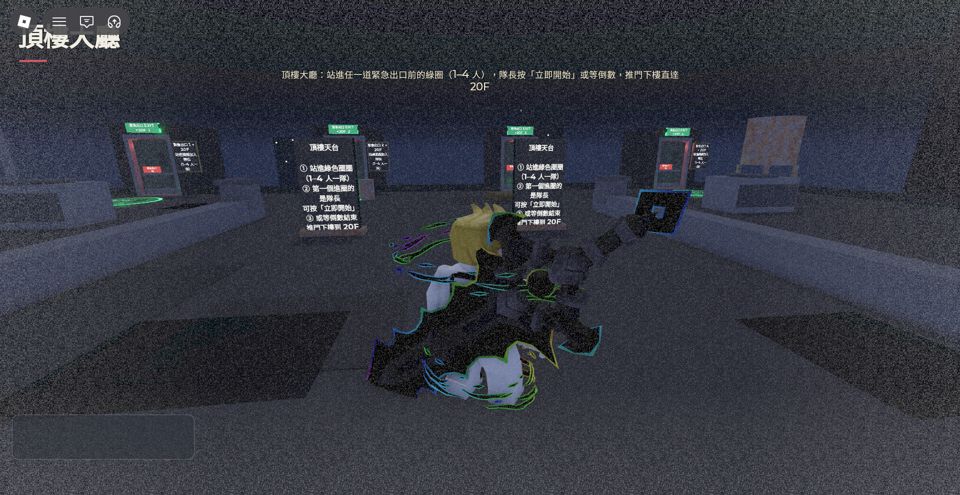 頂樓大廳
頂樓大廳：站進任一道緊急出口前的綠圈（1–4 人），隊長按「立即開始」或等倒數，推門下樓直達
20F
頂樓天台
① 站進綠色圈圈
（1–4 人一隊）
② 第一個進圈的
是隊長
可按「立即開始」
③ 或等倒數結束
推門下樓到 20F
頂樓天台
① 站進綠色圈圈
（1–4 人一隊）
② 第一個進圈的
是隊長
可按「立即開始」
③ 或等倒數結束
推門下樓到 20F